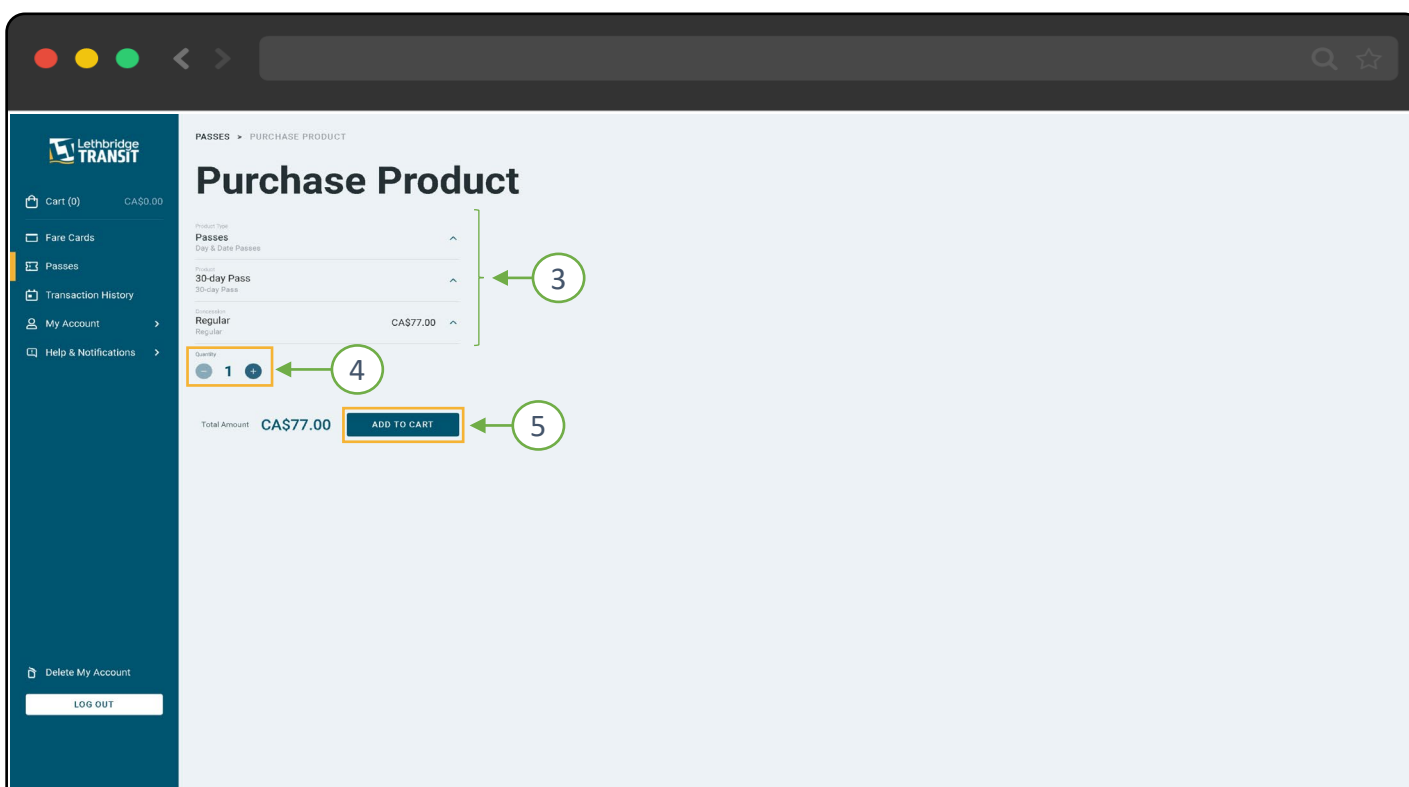 Lethbridge
TRANSIT
Cart (0) CA$0.00
Fare Cards
Passes
Transaction History
My Account
Help & Notifications
Delete My Account
LOG OUT
PASSES > PURCHASE PRODUCT
Purchase Product
Product Type
Passes
Day & Date Passes
Product
30-day Pass
30-day Pass
Concession
Regular CA$77.00
Regular
3
Quantity
- 1 +
4
Total Amount CA$77.00 ADD TO CART
5